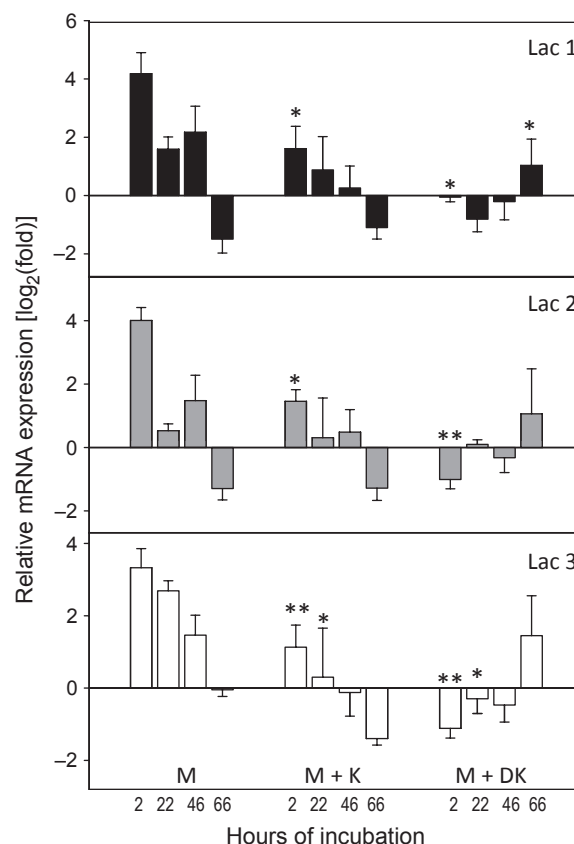 Relative mRNA expression [log₂(fold)]
6
4
2
0
−2
Lac 1
*
*
*
4
2
0
−2
Lac 2
*
**
4
2
0
−2
Lac 3
**
*
**
*
M
M + K
M + DK
2 22 46 66 2 22 46 66 2 22 46 66
Hours of incubation